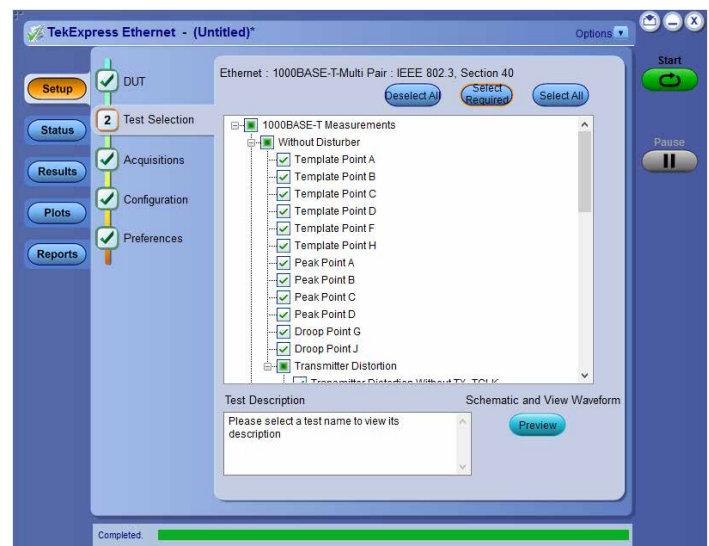 TekExpress Ethernet - (Untitled)*
Options
Start
Pause
Setup
Status
Results
Plots
Reports
DUT
2 Test Selection
Acquisitions
Configuration
Preferences
Ethernet : 1000BASE-T-Multi Pair : IEEE 802.3, Section 40
Deselect All
Select Required
Select All
1000BASE-T Measurements
Without Disturber
Template Point A
Template Point B
Template Point C
Template Point D
Template Point F
Template Point H
Peak Point A
Peak Point B
Peak Point C
Peak Point D
Droop Point G
Droop Point J
Transmitter Distortion
Transmitter Distortion Without TX_TCLK
Test Description
Schematic and View Waveform
Please select a test name to view its
description
Preview
Completed.